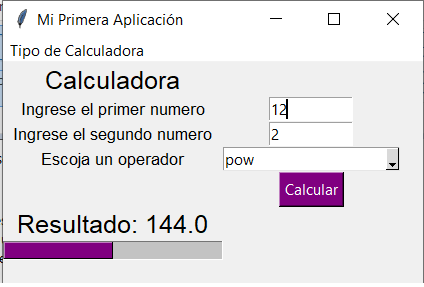 Mi Primera Aplicación
Tipo de Calculadora
Calculadora
Ingrese el primer numero 12
Ingrese el segundo numero 2
Escoja un operador pow
Calcular
Resultado: 144.0